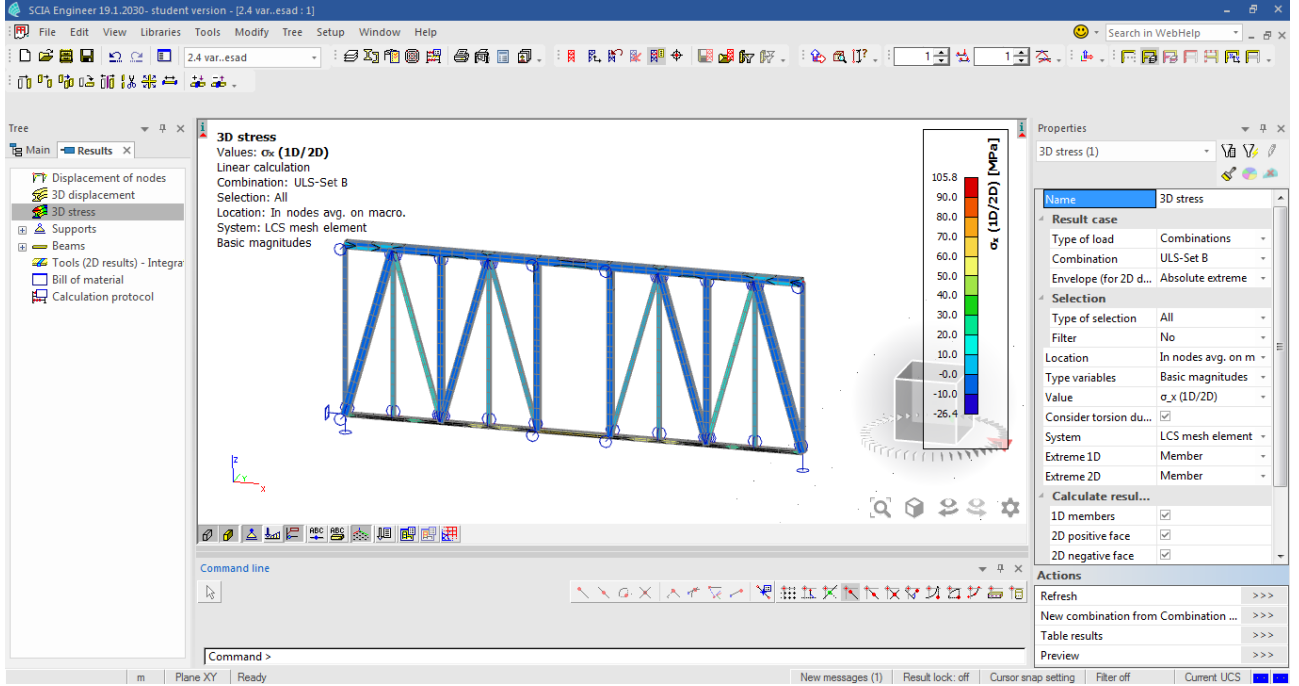 SCIA Engineer 19.1.2030- student version - [2.4 var..esad : 1]
File Edit View Libraries Tools Modify Tree Setup Window Help
Search in WebHelp
2.4 var..esad
1
1
Tree
Main Results
Displacement of nodes
3D displacement
3D stress
Supports
Beams
Tools (2D results) - Integra
Bill of material
Calculation protocol
3D stress
Values: σx (1D/2D)
Linear calculation
Combination: ULS-Set B
Selection: All
Location: In nodes avg. on macro.
System: LCS mesh element
Basic magnitudes
σx (1D/2D) [MPa]
105.8
90.0
80.0
70.0
60.0
50.0
40.0
30.0
20.0
10.0
-0.0
-10.0
-26.4
z
y
x
ABC ABC
Command line
Command >
Properties
3D stress (1)
Name 3D stress
Result case
Type of load Combinations
Combination ULS-Set B
Envelope (for 2D d... Absolute extreme
Selection
Type of selection All
Filter No
Location In nodes avg. on m
Type variables Basic magnitudes
Value σ_x (1D/2D)
Consider torsion du...
System LCS mesh element
Extreme 1D Member
Extreme 2D Member
Calculate resul...
1D members
2D positive face
2D negative face
Actions
Refresh >>>
New combination from Combination ... >>>
Table results >>>
Preview >>>
m Plane XY Ready New messages (1) Result lock: off Cursor snap setting Filter off Current UCS